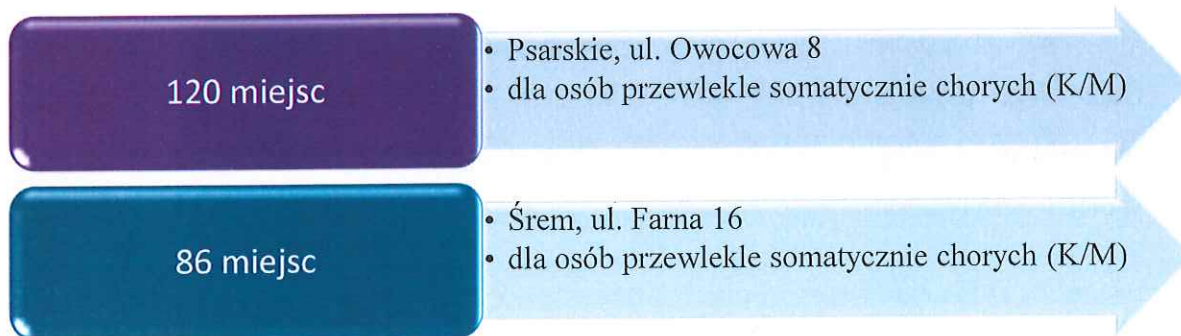 120 miejsc
• Psarskie, ul. Owocowa 8
• dla osób przewlekle somatycznie chorych (K/M)
86 miejsc
• Śrem, ul. Farna 16
• dla osób przewlekle somatycznie chorych (K/M)